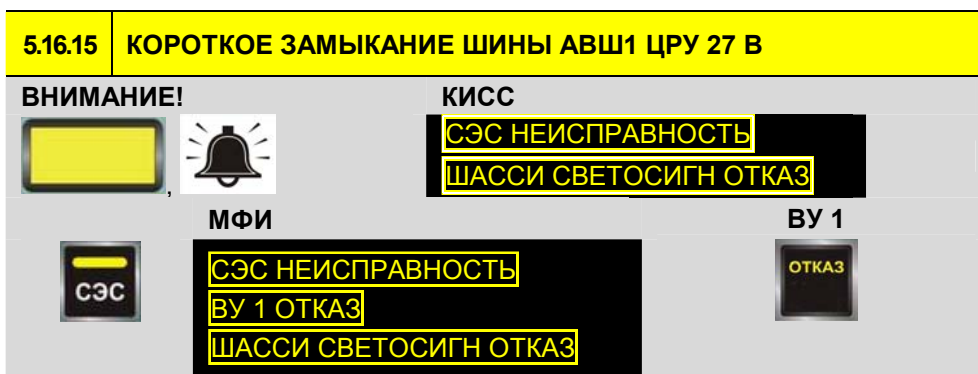 5.16.15 КОРОТКОЕ ЗАМЫКАНИЕ ШИНЫ АВШ1 ЦРУ 27 В
ВНИМАНИЕ! КИСС
,
СЭС НЕИСПРАВНОСТЬ
ШАССИ СВЕТОСИГН ОТКАЗ
МФИ ВУ 1
СЭС
СЭС НЕИСПРАВНОСТЬ
ВУ 1 ОТКАЗ
ШАССИ СВЕТОСИГН ОТКАЗ
ОТКАЗ